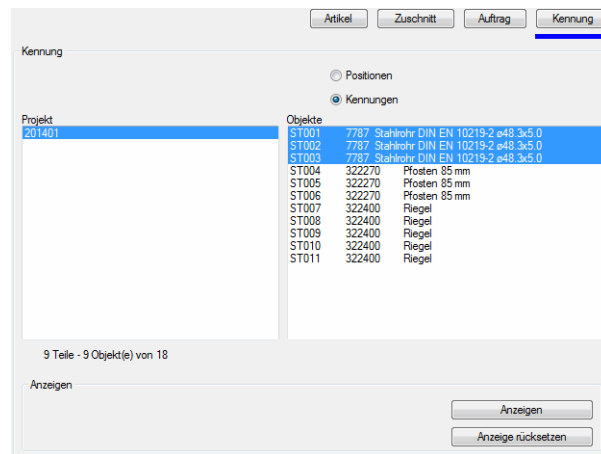 Artikel Zuschnitt Auftrag Kennung
Kennung
Positionen
Kennungen
Projekt Objekte
201401
ST001 7787 Stahlrohr DIN EN 10219-2 ø48.3x5.0
ST002 7787 Stahlrohr DIN EN 10219-2 ø48.3x5.0
ST003 7787 Stahlrohr DIN EN 10219-2 ø48.3x5.0
ST004 322270 Pfosten 85 mm
ST005 322270 Pfosten 85 mm
ST006 322270 Pfosten 85 mm
ST007 322400 Riegel
ST008 322400 Riegel
ST009 322400 Riegel
ST010 322400 Riegel
ST011 322400 Riegel
9 Teile - 9 Objekt(e) von 18
Anzeigen
Anzeigen
Anzeige rücksetzen